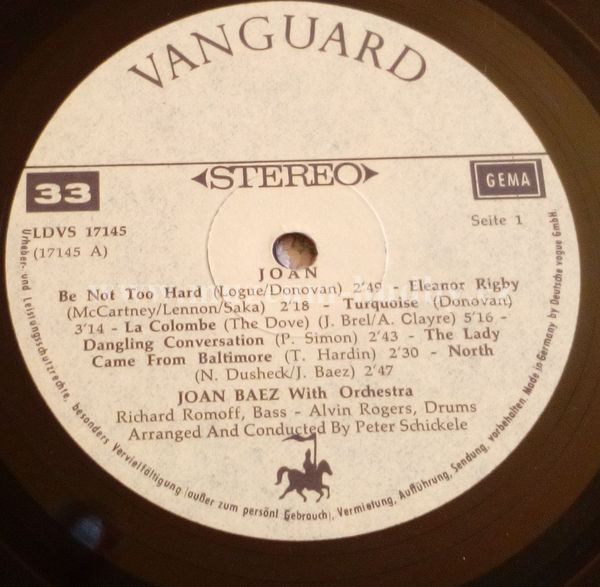 VANGUARD
33
STEREO
GEMA
LDVS 17145
(17145 A)
Seite 1
JOAN
Be Not Too Hard (Logue/Donovan) 2'49 - Eleanor Rigby
(McCartney/Lennon/Saka) 2'18 - Turquoise (Donovan)
3'14 - La Colombe (The Dove) (J. Brel/A. Clayre) 5'16 -
Dangling Conversation (P. Simon) 2'43 - The Lady
Came From Baltimore (T. Hardin) 2'30 - North
(N. Dusheck/J. Baez) 2'47
JOAN BAEZ With Orchestra
Richard Romoff, Bass - Alvin Rogers, Drums
Arranged And Conducted By Peter Schickele
Urheber- und Leistungsschutzrechte, besonders Vervielfältigung (außer zum persönl Gebrauch), Vermietung, Aufführung, Sendung, vorbehalten. Made in Germany by Deutsche vogue GmbH.